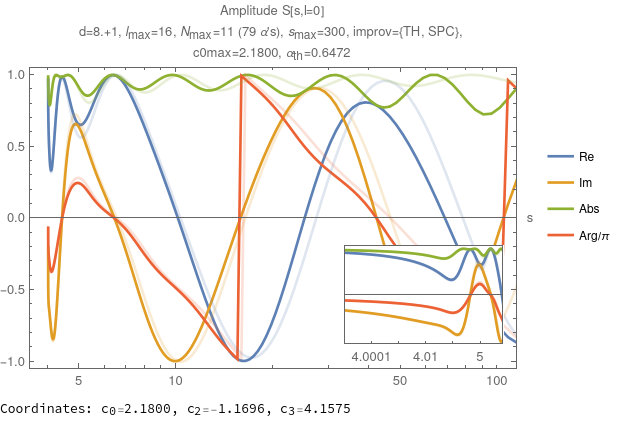 Amplitude S[s,l=0]
d=8.+1, lmax=16, Nmax=11 (79 α's), smax=300, improv={TH, SPC},
c0max=2.1800, αth=0.6472
1.0
0.5
0.0
−0.5
−1.0
5 10 50 100
s
4.0001 4.01 5
Re
Im
Abs
Arg/π
Coordinates: c₀=2.1800, c₂=−1.1696, c₃=4.1575